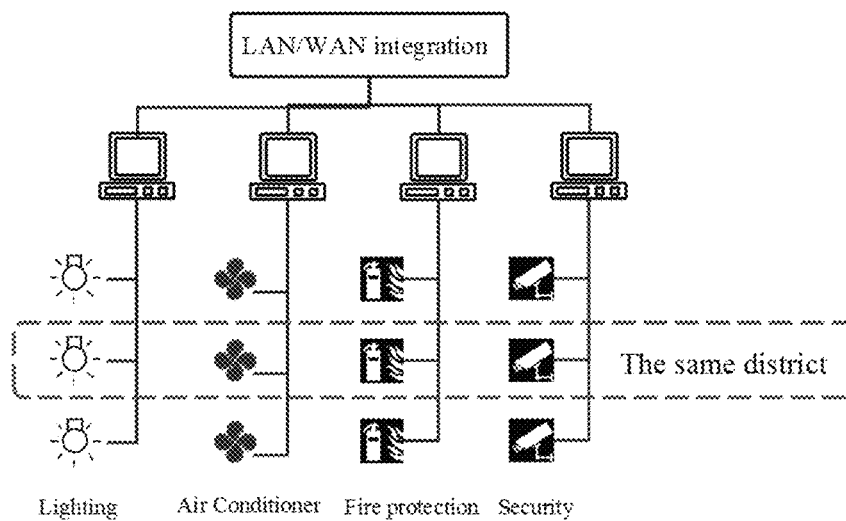 LAN/WAN integration
The same district
Lighting Air Conditioner Fire protection Security